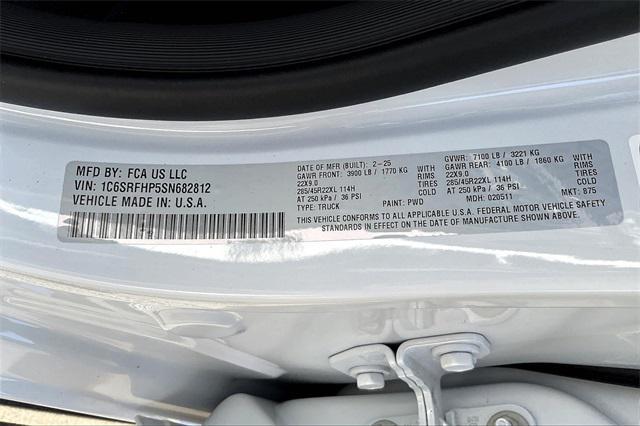 MFD BY: FCA US LLC
VIN: 1C6SRFHP5SN682812
VEHICLE MADE IN: U.S.A.
DATE OF MFR (BUILT): 2-25 GVWR: 7100 LB / 3221 KG
GAWR FRONT: 3900 LB / 1770 KG WITH GAWR REAR: 4100 LB / 1860 KG WITH
22X9.0 RIMS 22X9.0 RIMS
285/45R22XL 114H TIRES 285/45R22XL 114H TIRES
AT 250 kPa / 36 PSI COLD AT 250 kPa / 36 PSI COLD
TYPE: TRUCK PAINT: PWD MDH: 020511 MKT: B75
THIS VEHICLE CONFORMS TO ALL APPLICABLE U.S.A. FEDERAL MOTOR VEHICLE SAFETY
STANDARDS IN EFFECT ON THE DATE OF MANUFACTURE SHOWN ABOVE